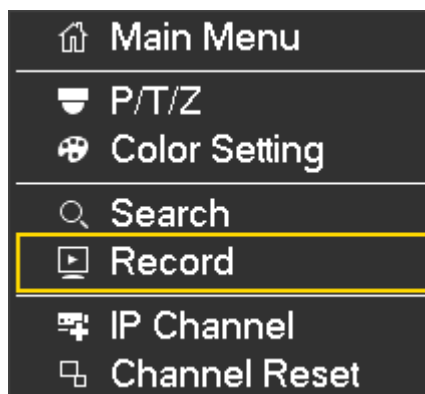 Main Menu
P/T/Z
Color Setting
Search
Record
IP Channel
Channel Reset